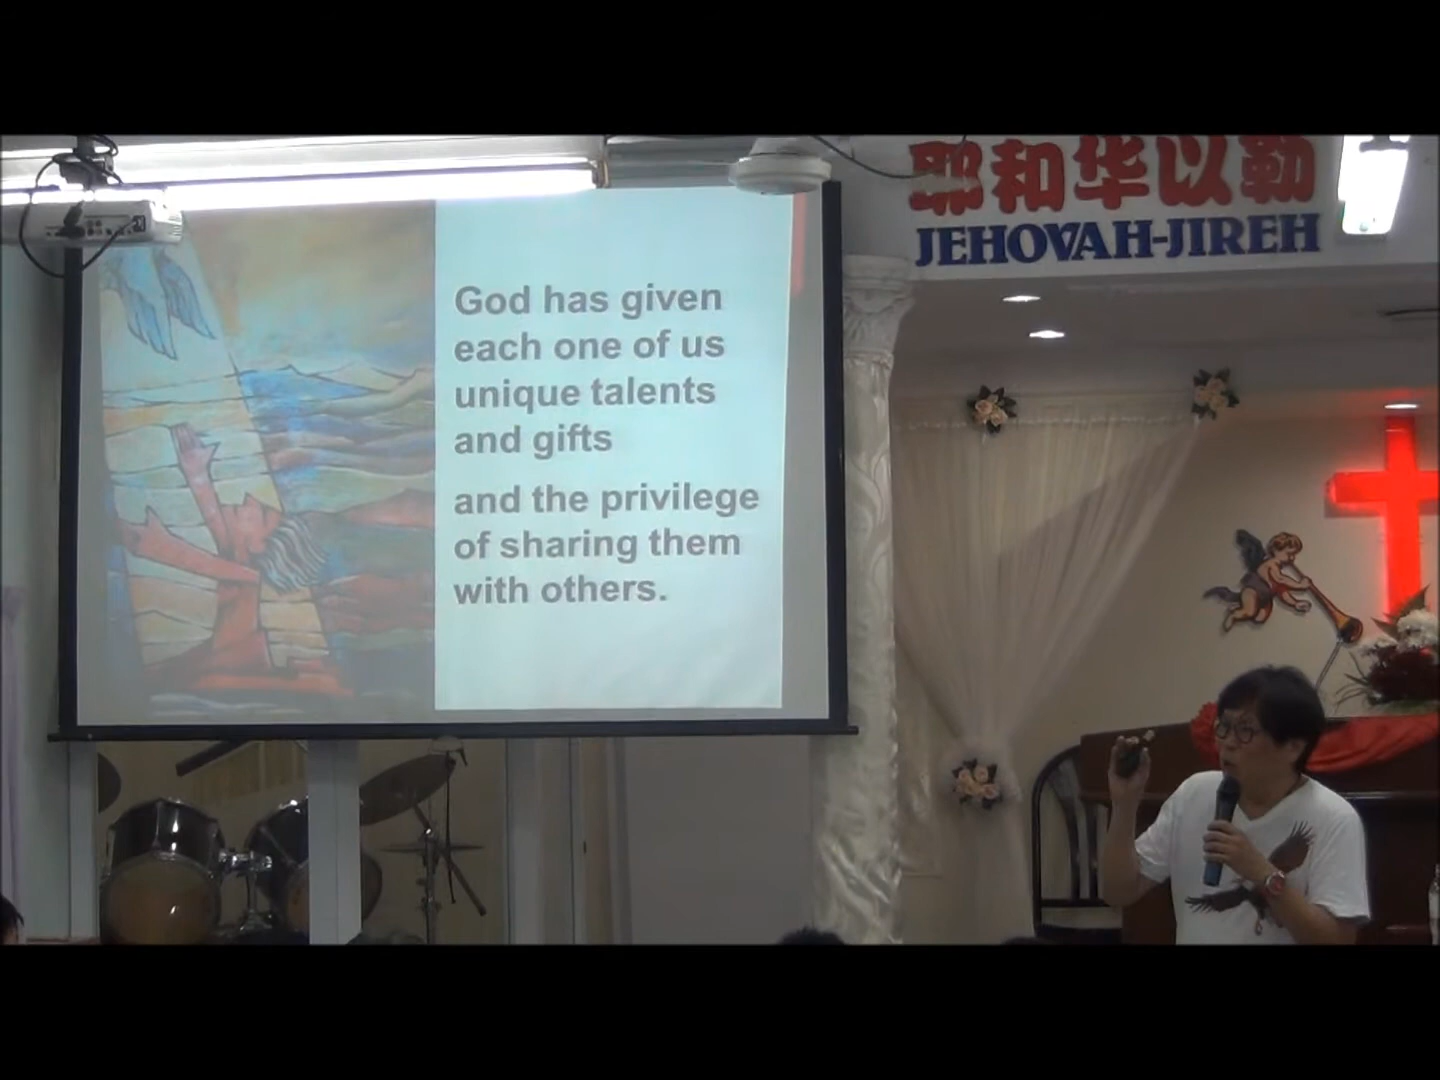 耶和华以勒
JEHOVAH-JIREH
God has given
each one of us
unique talents
and gifts
and the privilege
of sharing them
with others.